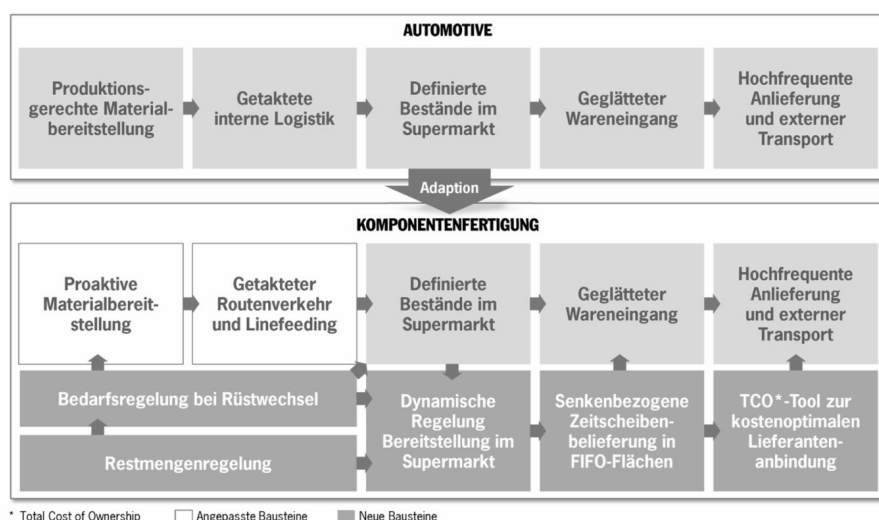 AUTOMOTIVE
Produktions-
gerechte Material-
bereitstellung
Getaktete
interne Logistik
Definierte
Bestände im
Supermarkt
Geglätteter
Wareneingang
Hochfrequente
Anlieferung
und externer
Transport
Adaption
KOMPONENTENFERTIGUNG
Proaktive
Materialbereit-
stellung
Getakteter
Routenverkehr
und Linefeeding
Definierte
Bestände im
Supermarkt
Geglätteter
Wareneingang
Hochfrequente
Anlieferung
und externer
Transport
Bedarfsregelung bei Rüstwechsel
Restmengenregelung
Dynamische
Regelung
Bereitstellung im
Supermarkt
Senkenbezogene
Zeitscheiben-
belieferung in
FIFO-Flächen
TCO*-Tool zur
kostenoptimalen
Lieferanten-
anbindung
* Total Cost of Ownership
Angepasste Bausteine
Neue Bausteine